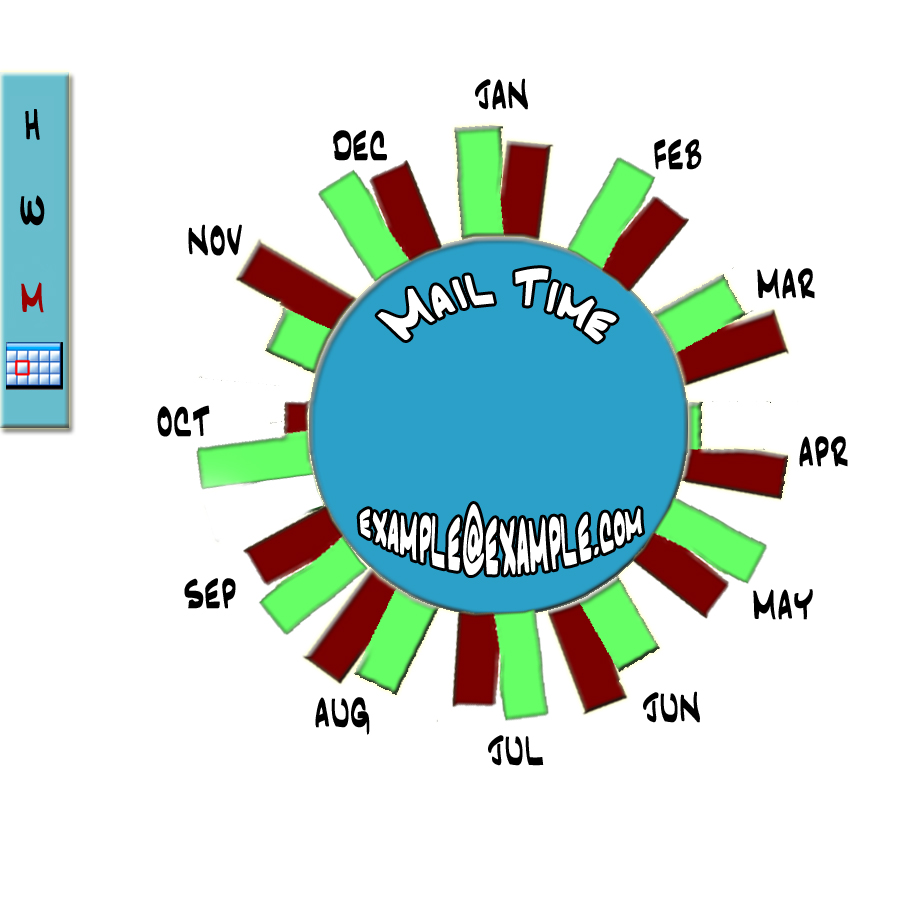 H
W
M
JAN
FEB
MAR
APR
MAY
JUN
JUL
AUG
SEP
OCT
NOV
DEC
MAIL TIME
EXAMPLE@EXAMPLE.COM